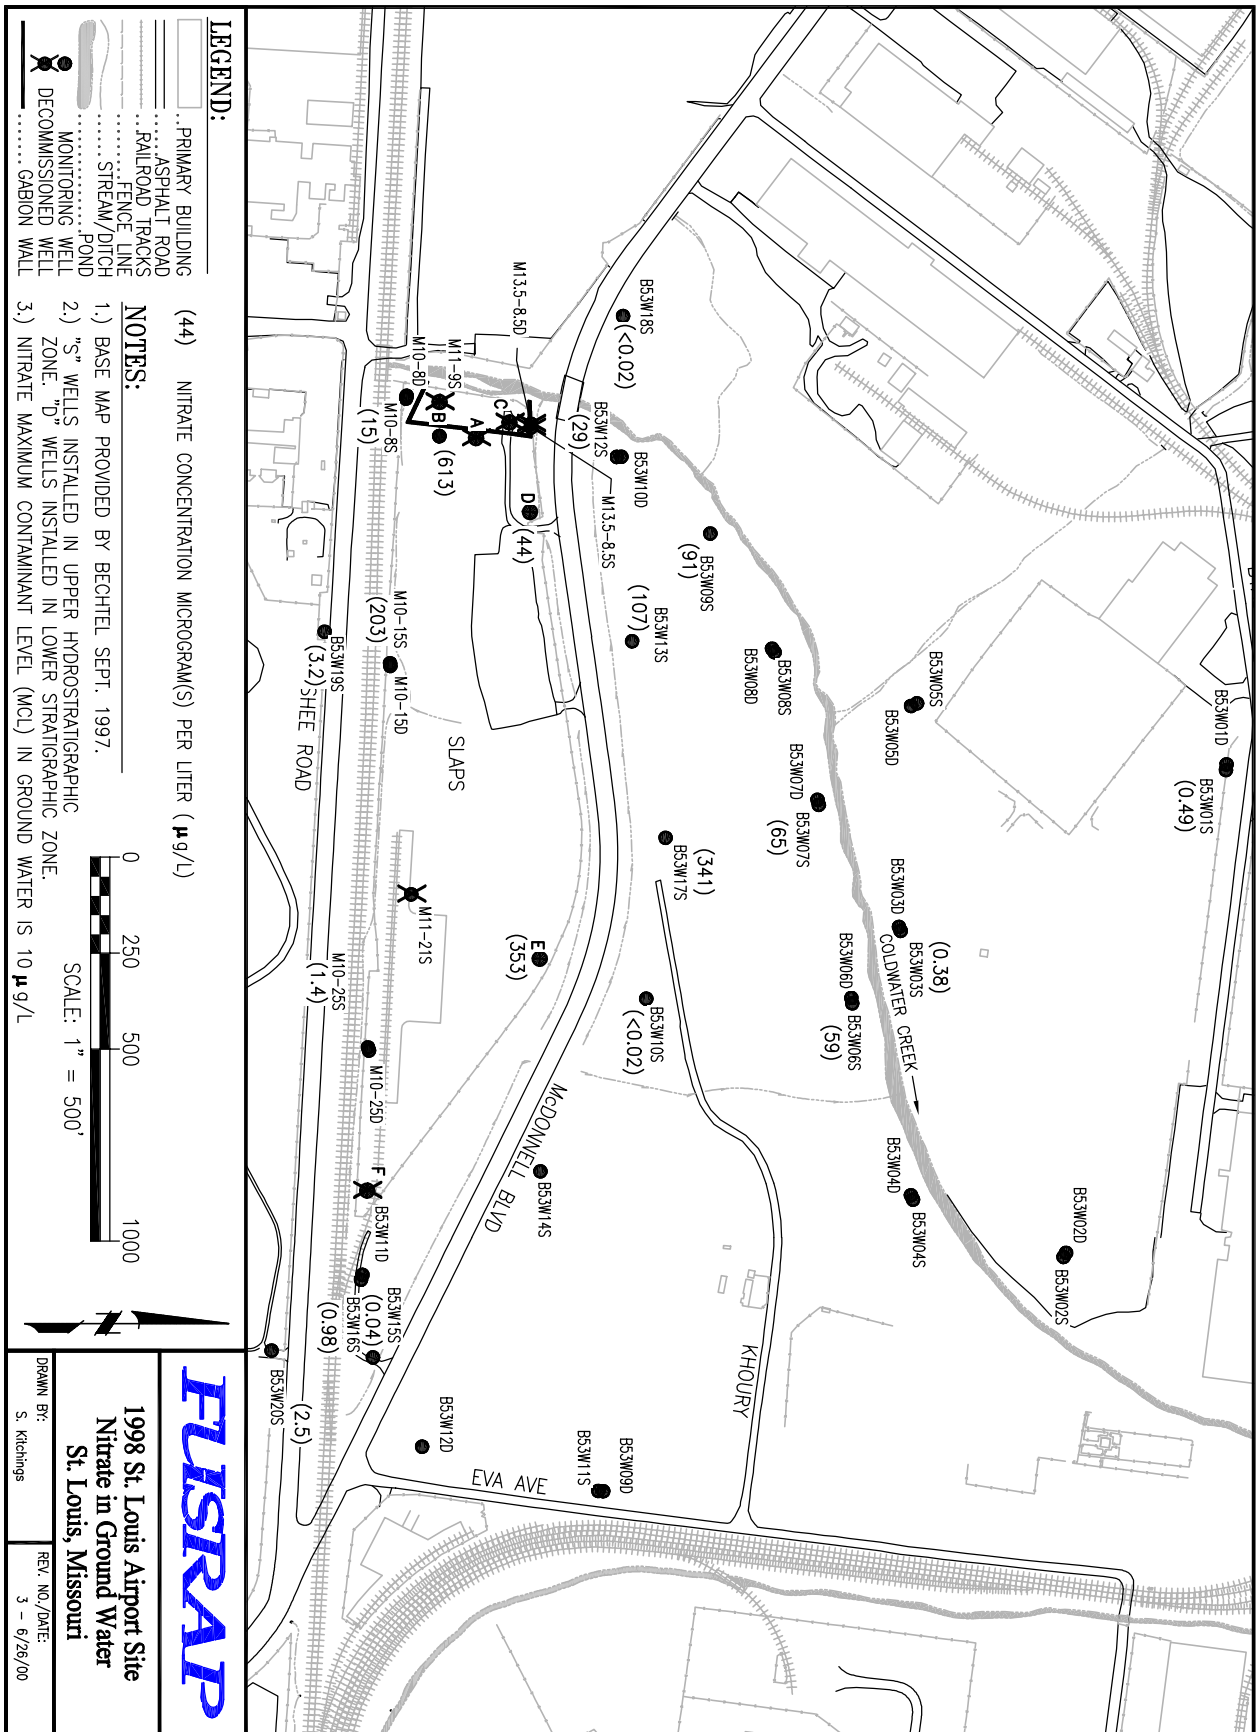 LEGEND:
..PRIMARY BUILDING
.....ASPHALT ROAD
..RAILROAD TRACKS
..........FENCE LINE
.......STREAM/DITCH
..................POND
MONITORING WELL
DECOMMISSIONED WELL
.........GABION WALL
(44) NITRATE CONCENTRATION MICROGRAM(S) PER LITER (μg/L)
NOTES:
1.) BASE MAP PROVIDED BY BECHTEL SEPT. 1997.
2.) "S" WELLS INSTALLED IN UPPER HYDROSTRATIGRAPHIC
ZONE. "D" WELLS INSTALLED IN LOWER STRATIGRAPHIC ZONE.
3.) NITRATE MAXIMUM CONTAMINANT LEVEL (MCL) IN GROUND WATER IS 10 μg/L
0 250 500 1000
SCALE: 1" = 500'
N
FUSRAP
1998 St. Louis Airport Site
Nitrate in Ground Water
St. Louis, Missouri
DRAWN BY:
S. Kitchings
REV. NO./DATE:
3 - 6/26/00
B53W01D
B53W01S
(0.49)
B53W05S
B53W05D
B53W03D
B53W03S
(0.38)
COLDWATER CREEK
B53W06D
B53W06S
(59)
B53W04D
B53W04S
B53W02D
B53W02S
B53W07D
B53W07S
(65)
B53W08S
B53W08D
B53W09S
(91)
B53W18S
(<0.02)
B53W10D
B53W12S
(29)
B53W13S
(107)
B53W17S
(341)
B53W10S
(<0.02)
KHOURY
M13.5-8.5D
M13.5-8.5S
C
D
(44)
A
B
(613)
M11-9S
M10-8D
M10-8S
(15)
E
(353)
McDONNELL BLVD
B53W14S
B53W09D
B53W11S
EVA AVE
B53W12D
SLAPS
M11-21S
M10-15S
(203)
M10-15D
B53W19S
(3.2)
SHEE ROAD
M10-25S
(1.4)
M10-25D
F
B53W11D
B53W15S
(0.04)
B53W16S
(0.98)
B53W20S
(2.5)